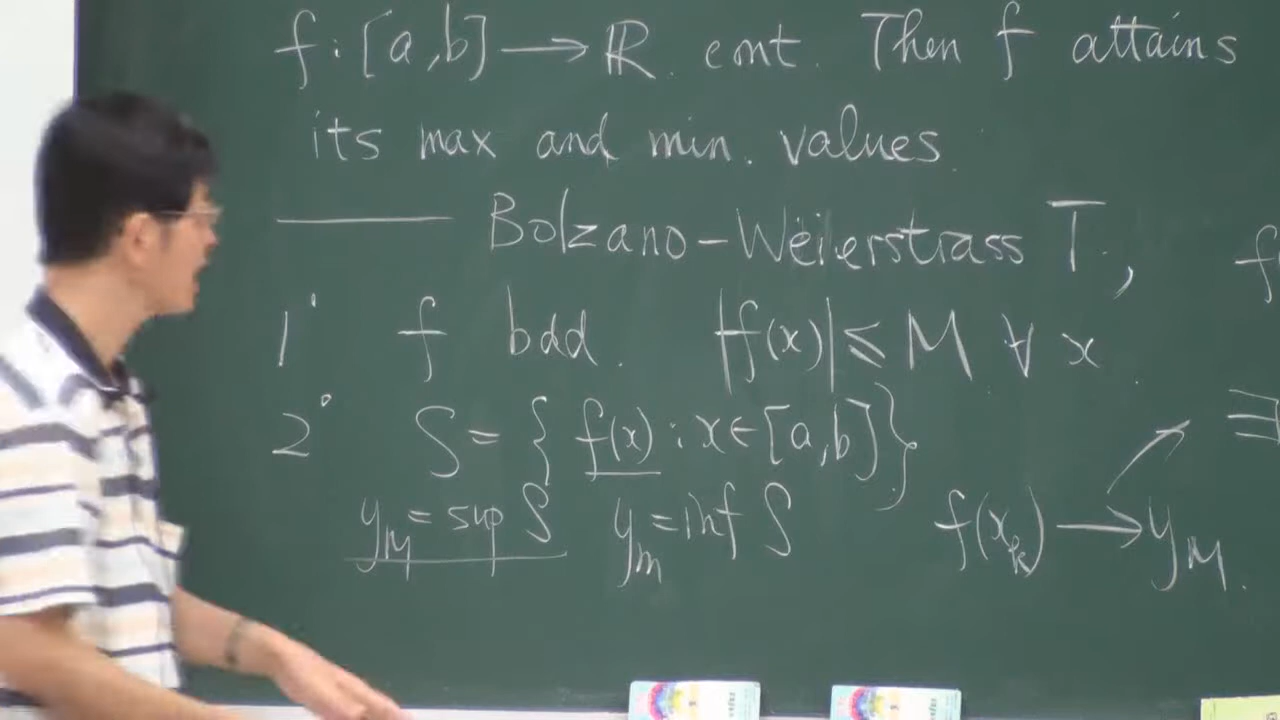 f : [a,b] ⟶ ℝ. cont. Then f attains
its max and min. values.
—— Bolzano-Weierstrass T.,
1° f bdd. |f(x)| ≤ M ∀ x.
2° S = { f(x) : x ∈ [a,b] }
y_M = sup S y_m = inf S f(x_k) ⟶ y_M.
f
∃